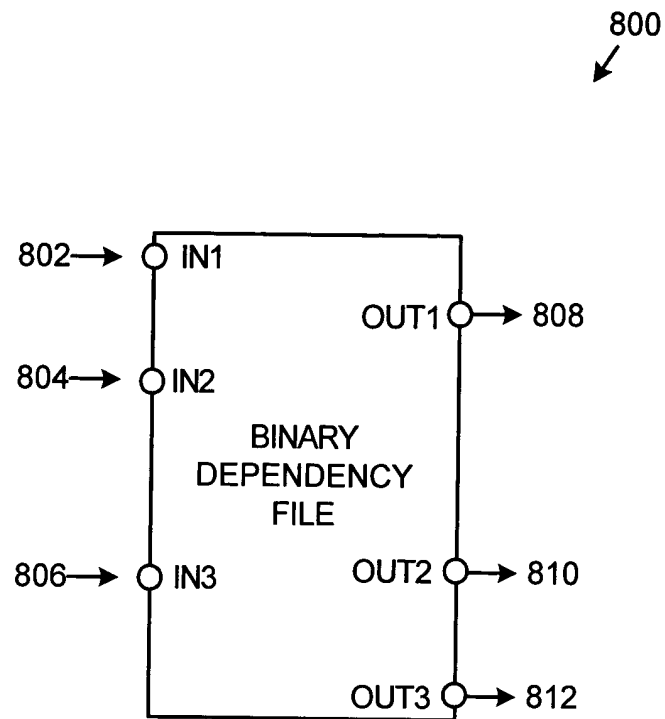 800
802 IN1
OUT1 808
804 IN2
BINARY
DEPENDENCY
FILE
806 IN3
OUT2 810
OUT3 812